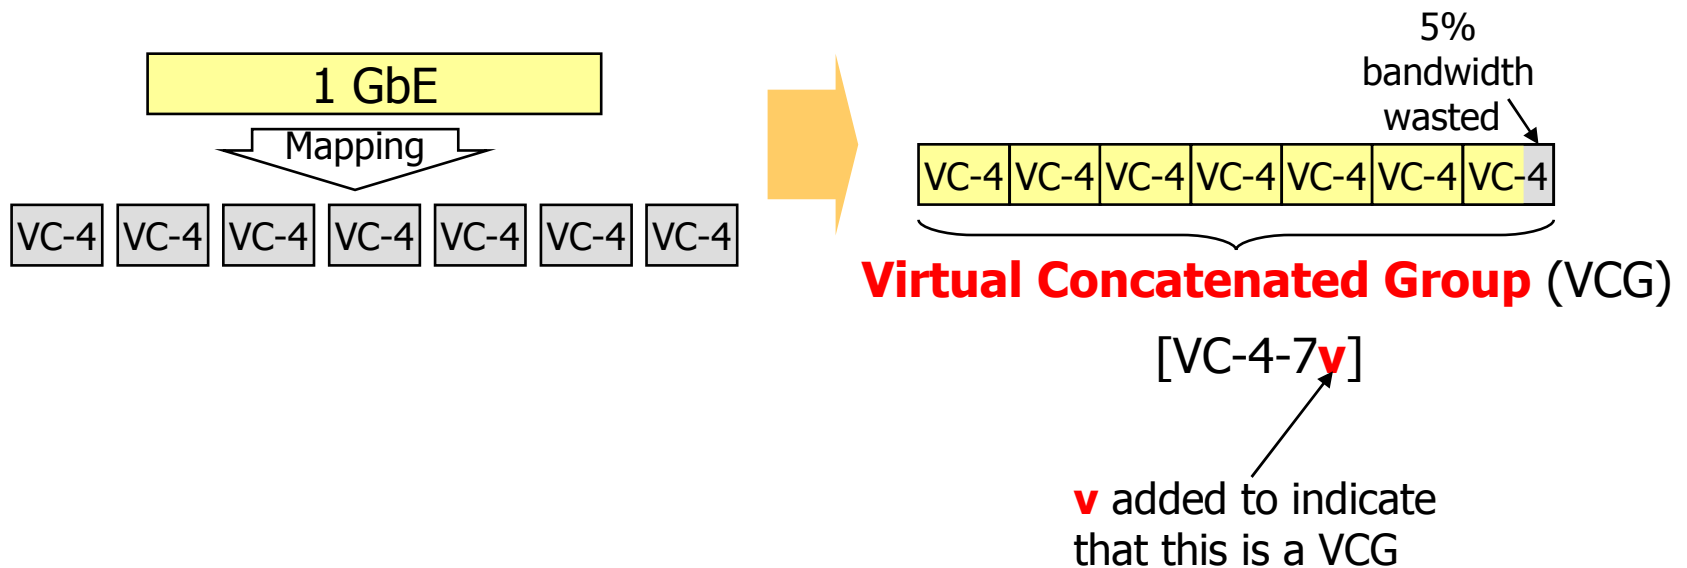 1 GbE
Mapping
VC-4 VC-4 VC-4 VC-4 VC-4 VC-4 VC-4
5%
bandwidth
wasted
VC-4 VC-4 VC-4 VC-4 VC-4 VC-4 VC-4
Virtual Concatenated Group (VCG)
[VC-4-7v]
v added to indicate
that this is a VCG